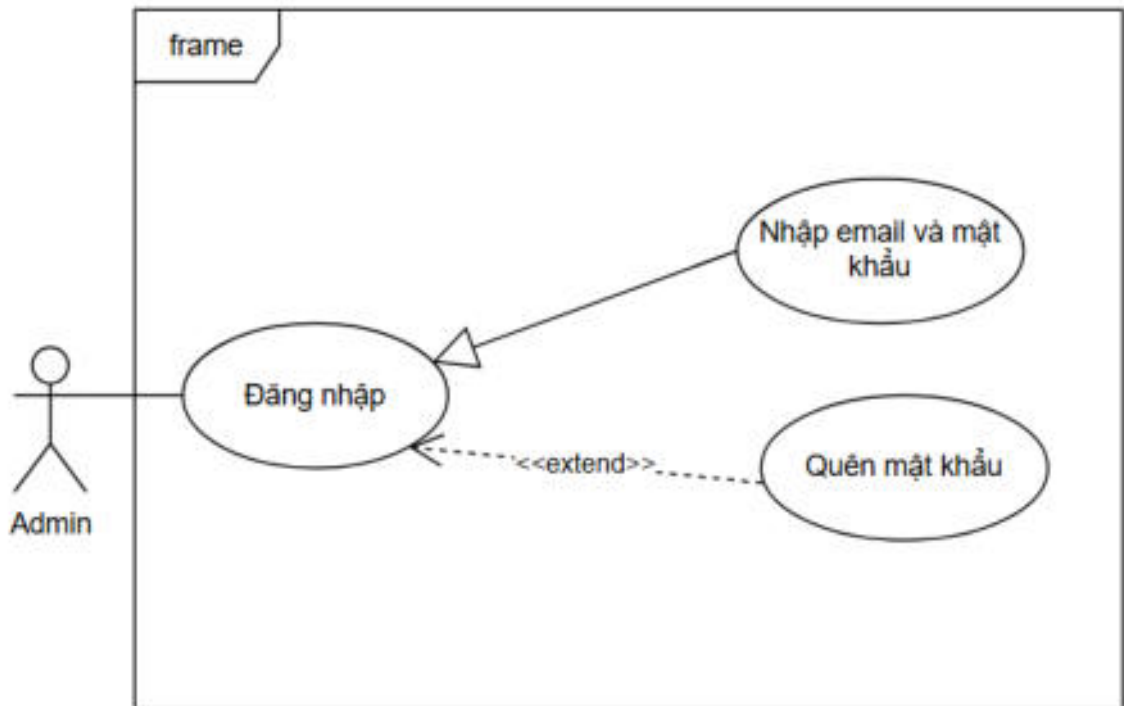 frame
Nhập email và mật
khẩu
Đăng nhập
<<extend>>
Quên mật khẩu
Admin